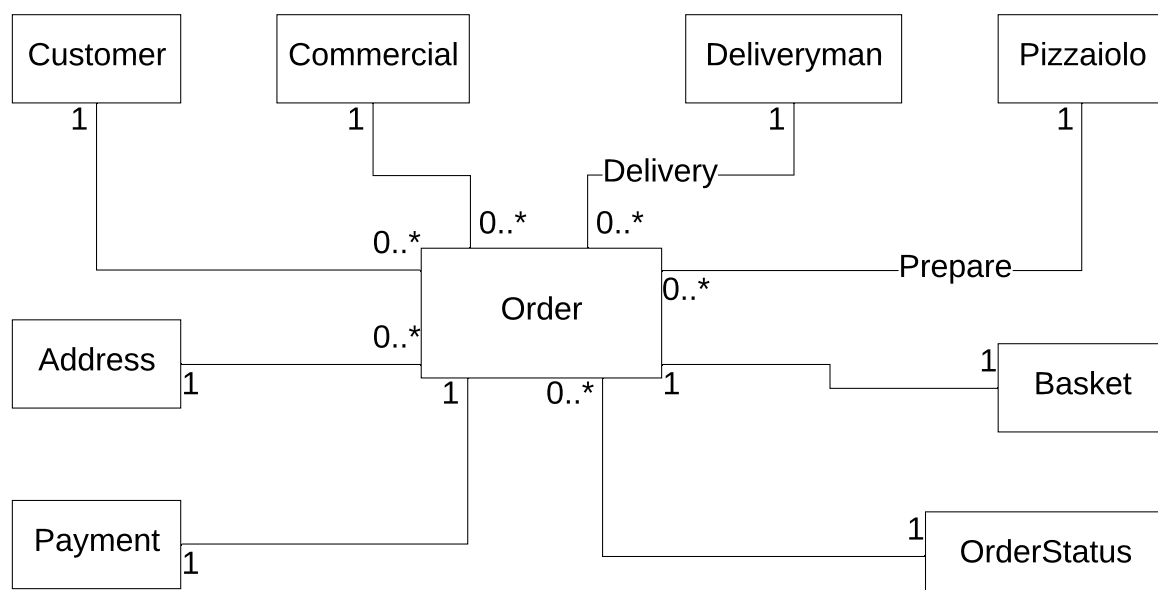 Customer
Commercial
Deliveryman
Pizzaiolo
1
1
1
1
Delivery
0..*
0..*
0..*
Prepare
0..*
Order
0..*
Address
1
1
0..*
1
1
Basket
Payment
1
1
OrderStatus